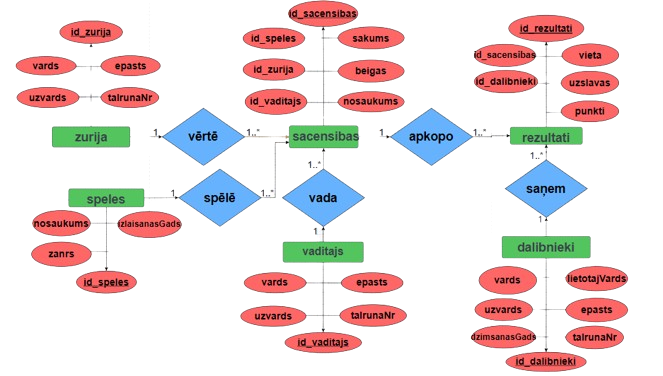 id_zurija
vards
epasts
uzvards
talrunaNr
zurija
1
vērtē
1..*
id_sacensibas
id_speles
sakums
id_zurija
beigas
id_vaditajs
nosaukums
sacensibas
1
apkopo
1..*
id_rezultati
id_sacensibas
vieta
id_dalibnieki
uzslavas
punkti
rezultati
speles
1
spēlē
1..*
nosaukums
izlaisanasGads
zanrs
id_speles
1..*
vada
1
vaditajs
vards
epasts
uzvards
talrunaNr
id_vaditajs
1..*
saņem
1
dalibnieki
vards
lietotajVards
uzvards
epasts
dzimsanasGads
talrunaNr
id_dalibnieki